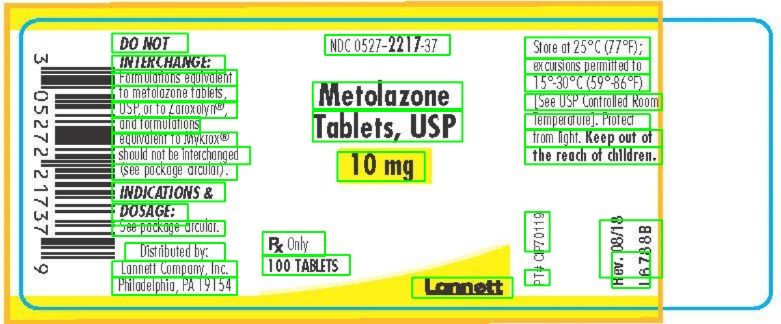 3 05272 21737 9
DO NOT
INTERCHANGE:
Formulations equivalent
to metolazone tablets,
USP, or to Zaroxolyn®,
and formulations
equivalent to Mykrox®
should not be interchanged
(see package circular).
INDICATIONS &
DOSAGE:
See package circular.
Distributed by:
Lannett Company, Inc.
Philadelphia, PA 19154
NDC 0527-2217-37
Metolazone
Tablets, USP
10 mg
Rx Only
100 TABLETS
Lannett
Store at 25°C (77°F);
excursions permitted to
15°-30°C (59°-86°F)
[See USP Controlled Room
Temperature]. Protect
from light. Keep out of
the reach of children.
PT# CIP70119
Rev. 08/18
L6788B